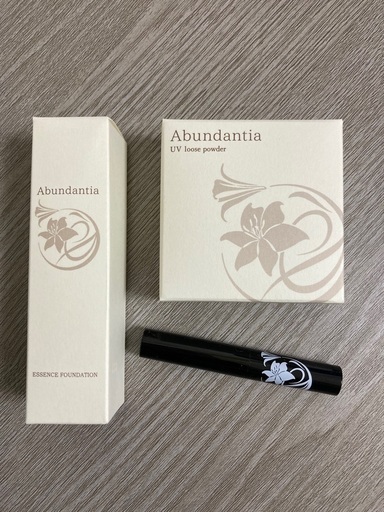 Abundantia
ESSENCE FOUNDATION
Abundantia
UV loose powder